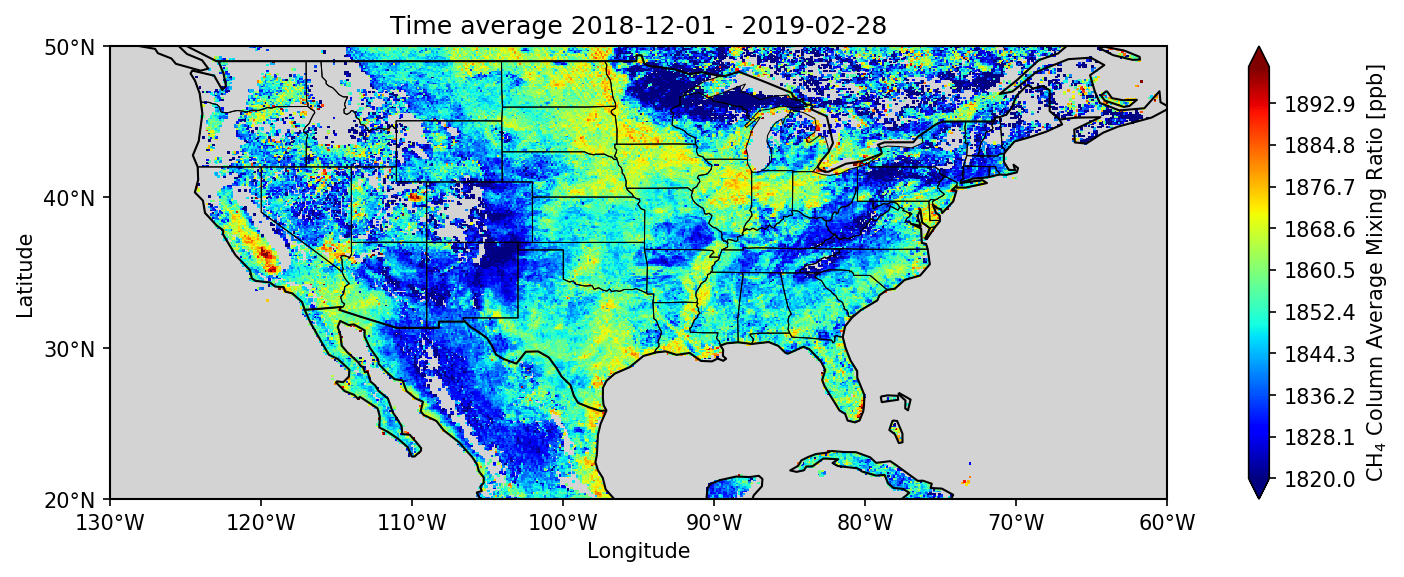 Time average 2018-12-01 - 2019-02-28
50°N
40°N
30°N
20°N
Latitude
130°W
120°W
110°W
100°W
90°W
80°W
70°W
60°W
Longitude
1892.9
1884.8
1876.7
1868.6
1860.5
1852.4
1844.3
1836.2
1828.1
1820.0
CH₄ Column Average Mixing Ratio [ppb]